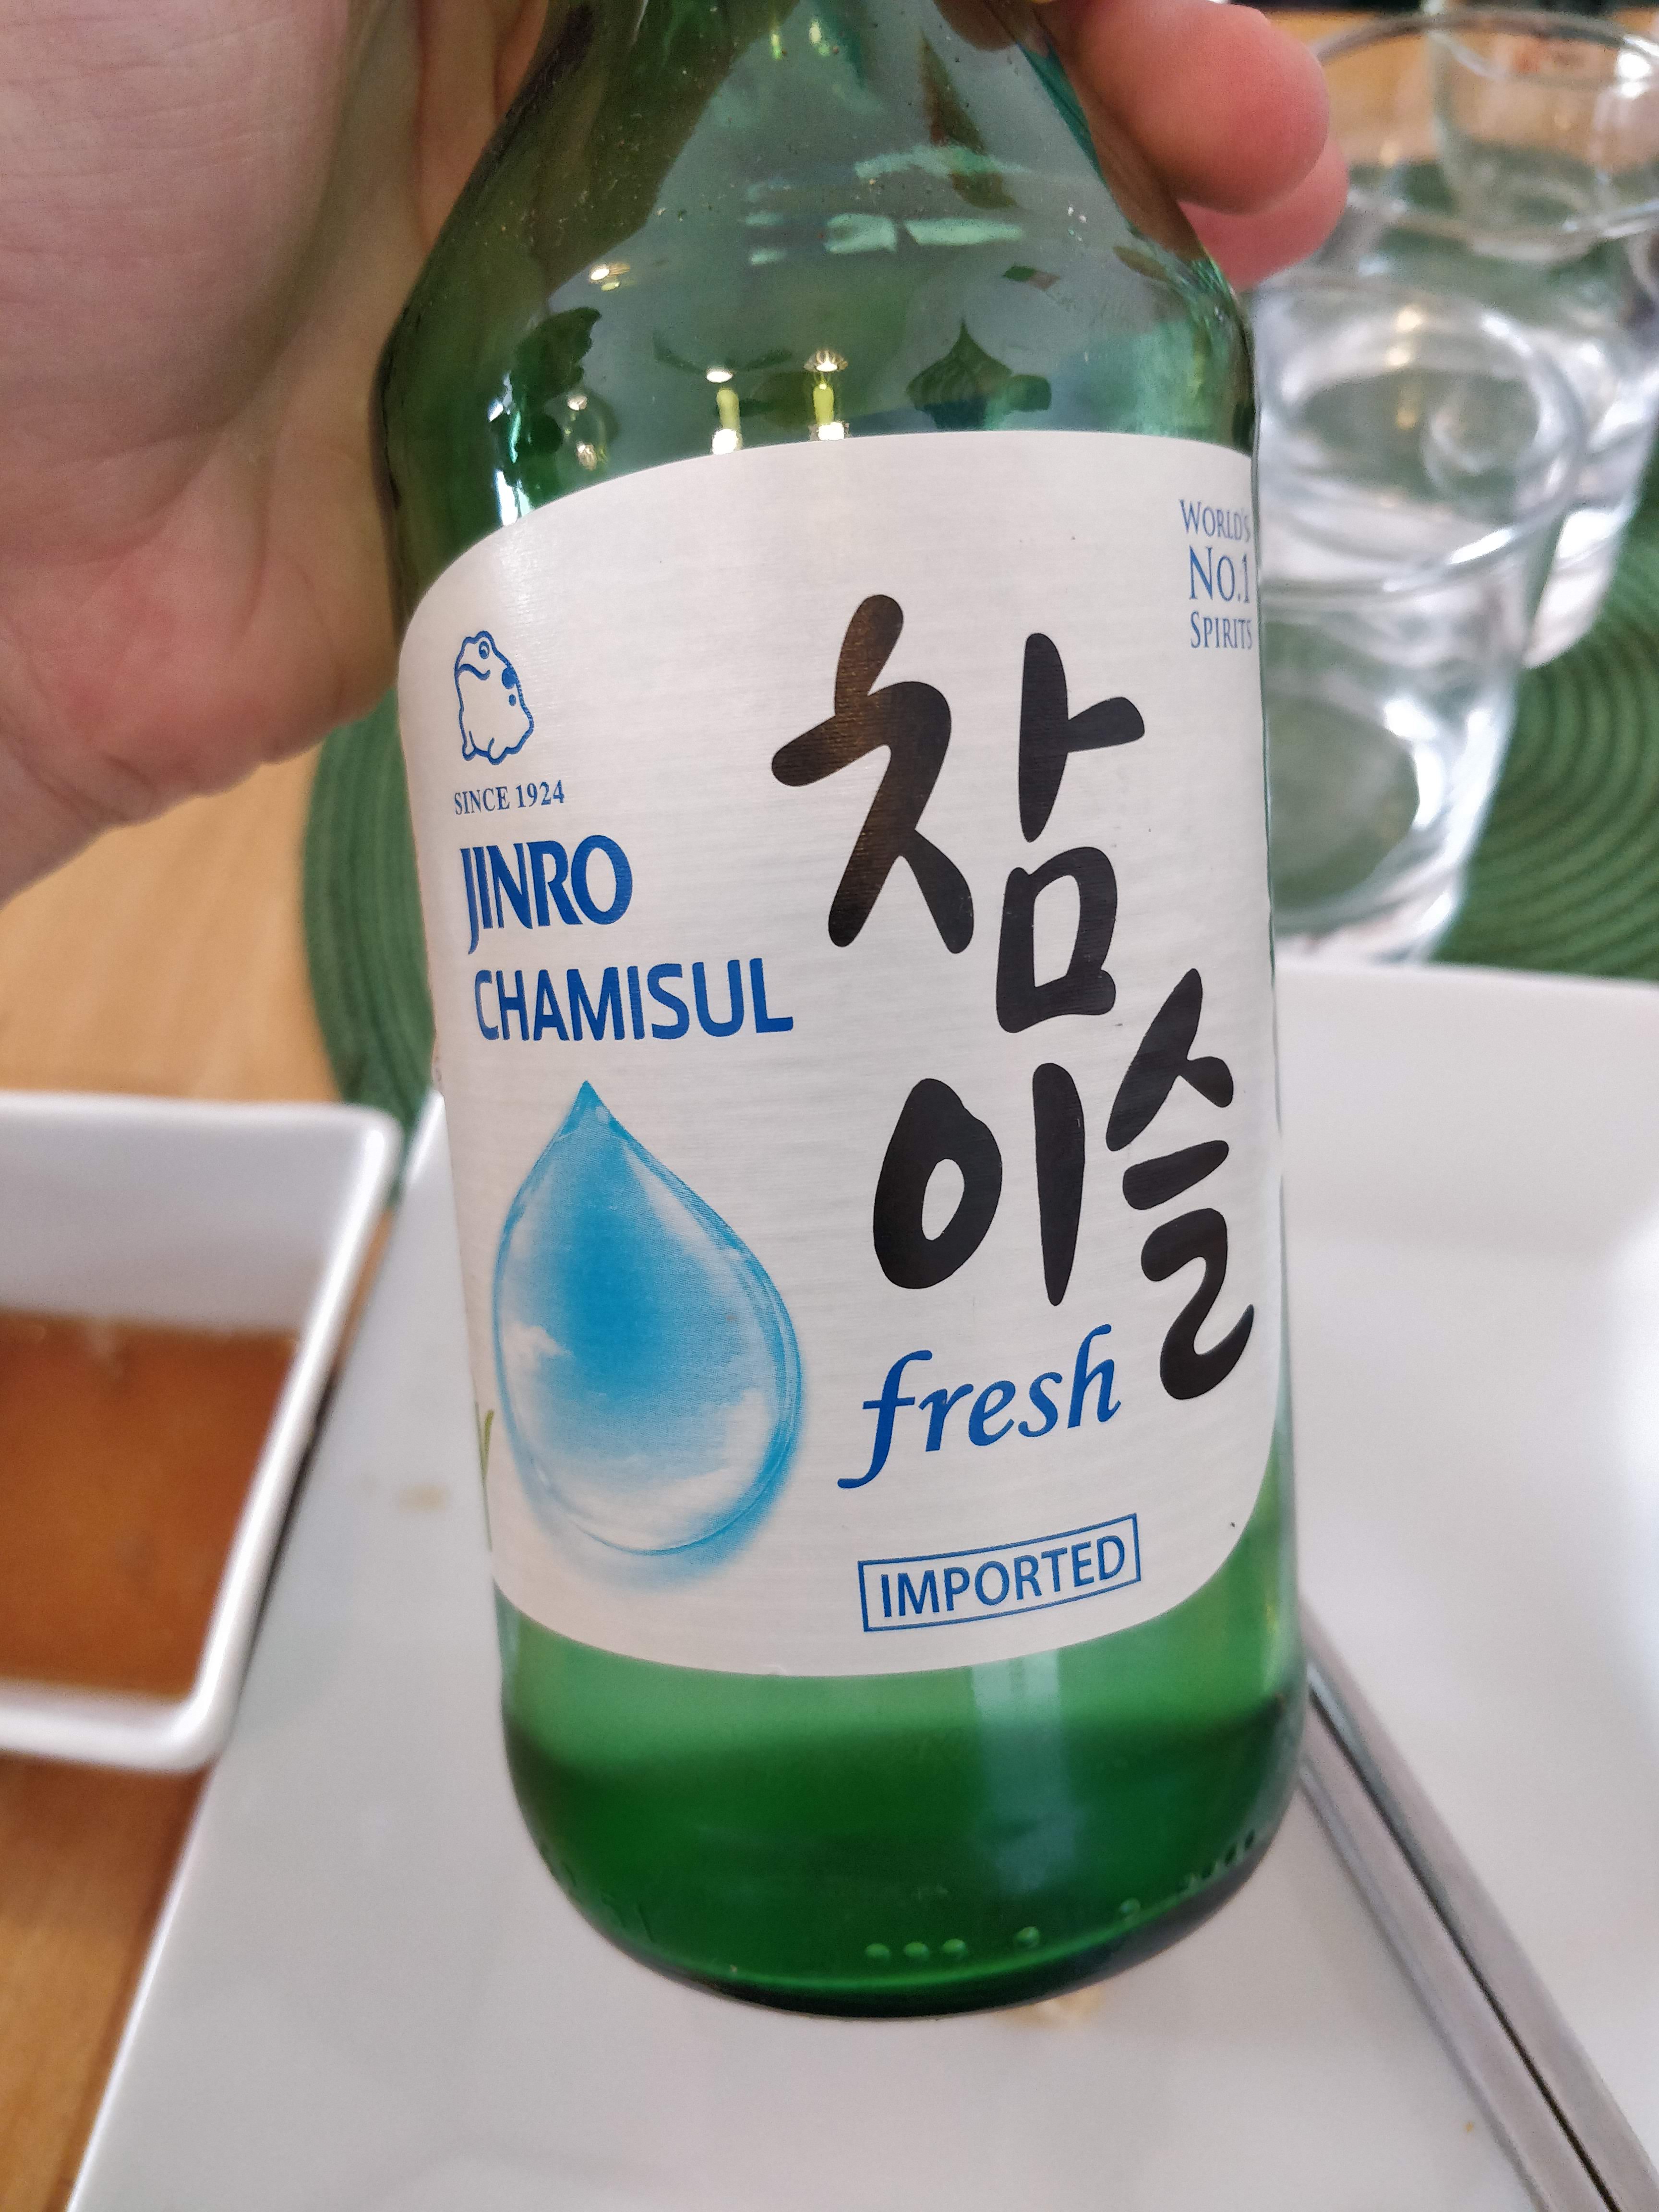 WORLD'S
NO.1
SPIRITS
SINCE 1924
JINRO
CHAMISUL
참
이슬
fresh
IMPORTED